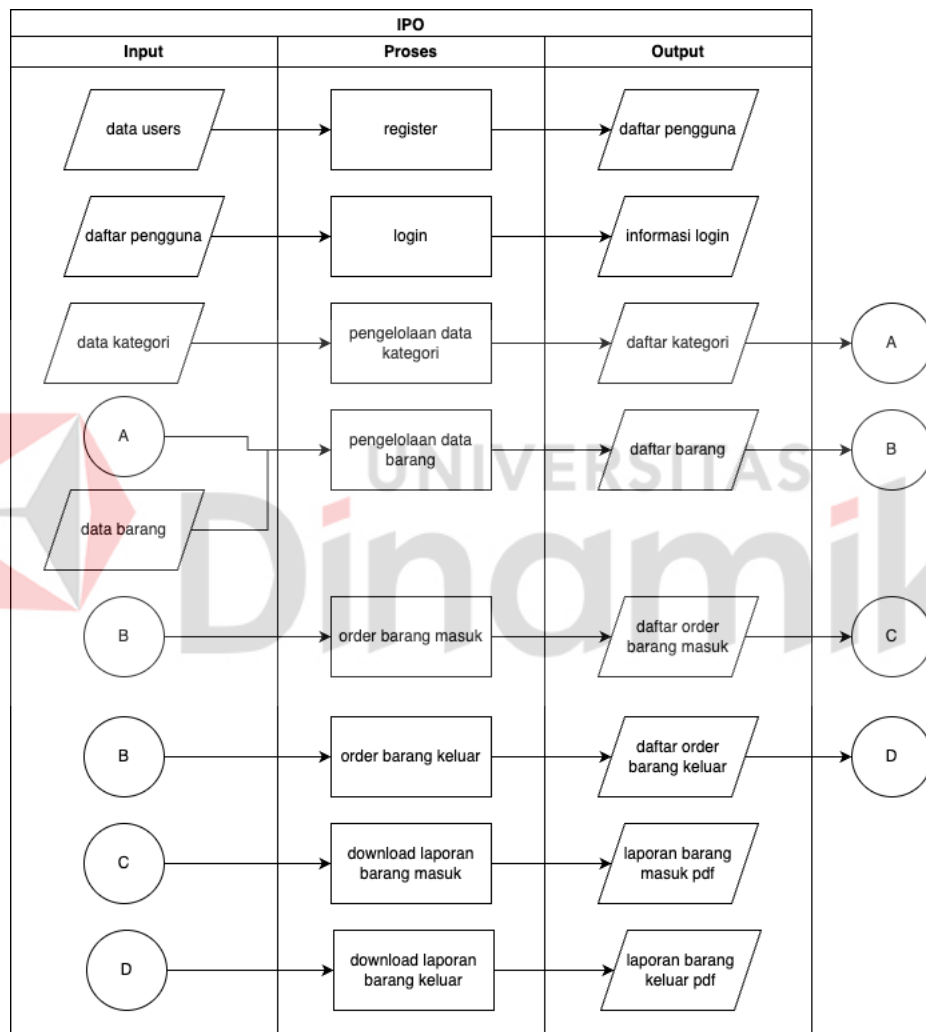 IPO
Input
Proses
Output
data users
register
daftar pengguna
daftar pengguna
login
informasi login
data kategori
pengelolaan data
kategori
daftar kategori
A
A
pengelolaan data
barang
daftar barang
B
data barang
UNIVERSITAS
Dinamik
B
order barang masuk
daftar order
barang masuk
C
B
order barang keluar
daftar order
barang keluar
D
C
download laporan
barang masuk
laporan barang
masuk pdf
D
download laporan
barang keluar
laporan barang
keluar pdf